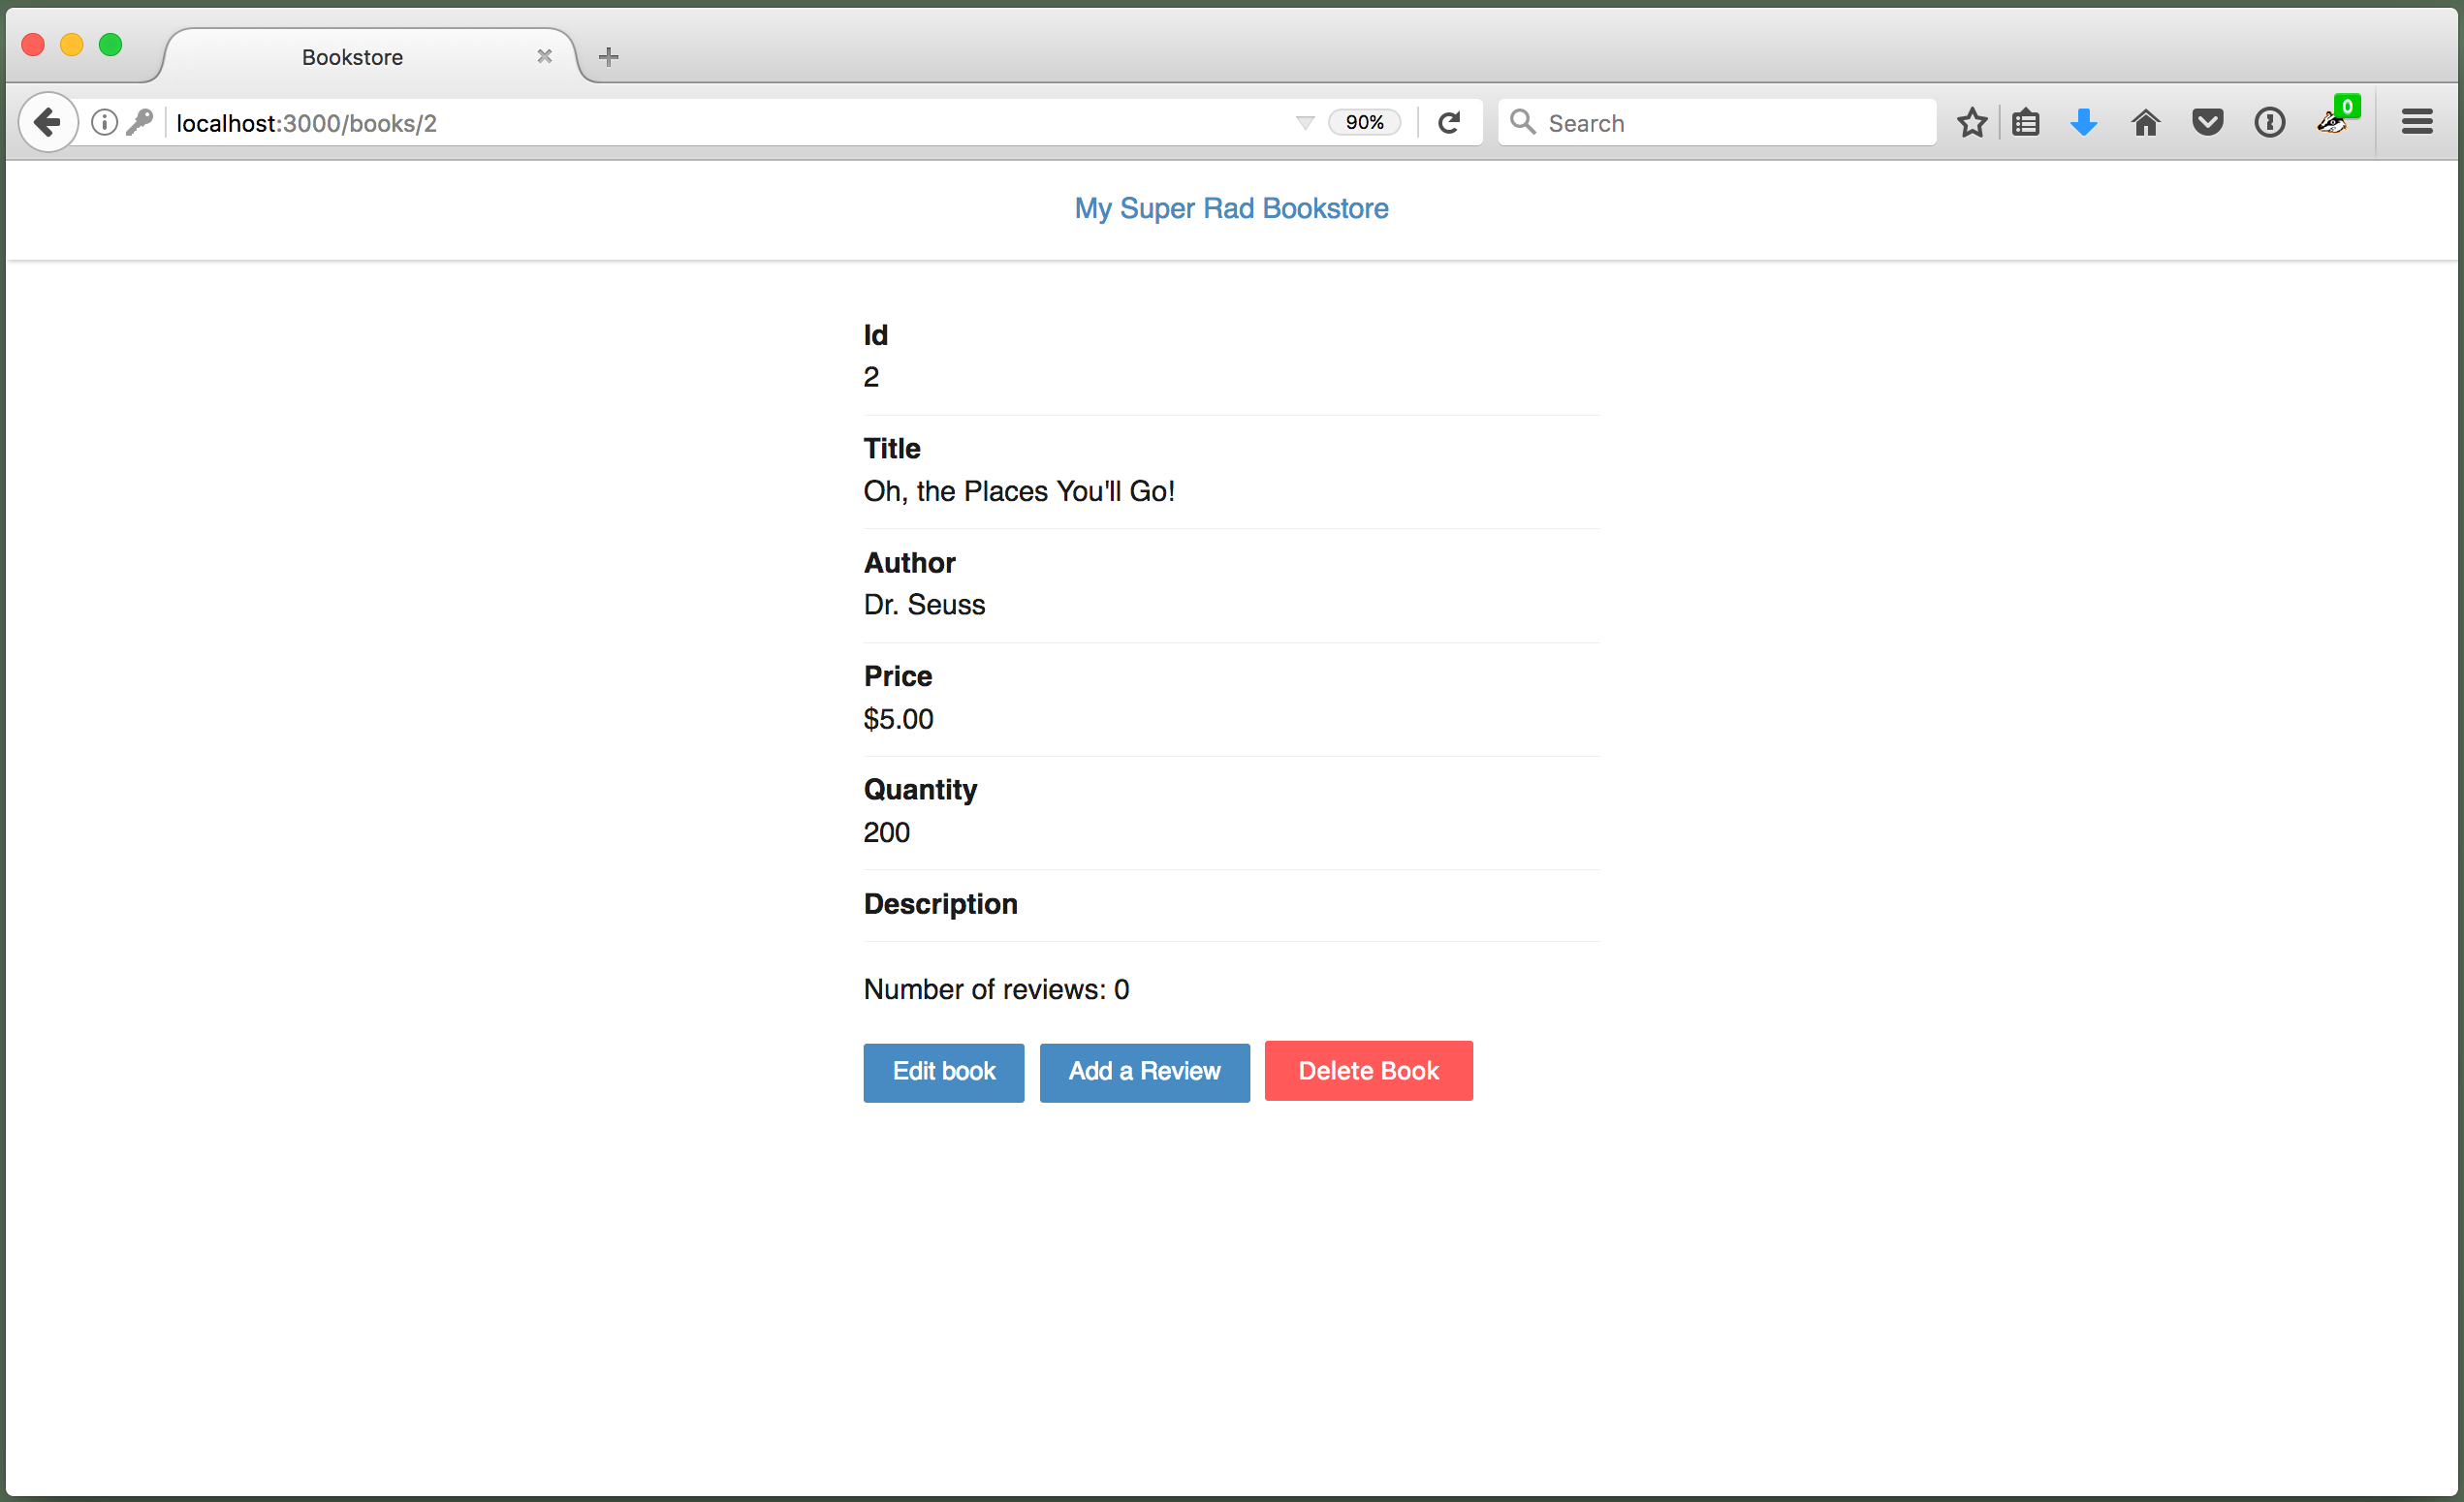 Bookstore
localhost:3000/books/2
90%
Search
0
My Super Rad Bookstore
Id
2
Title
Oh, the Places You'll Go!
Author
Dr. Seuss
Price
$5.00
Quantity
200
Description
Number of reviews: 0
Edit book
Add a Review
Delete Book